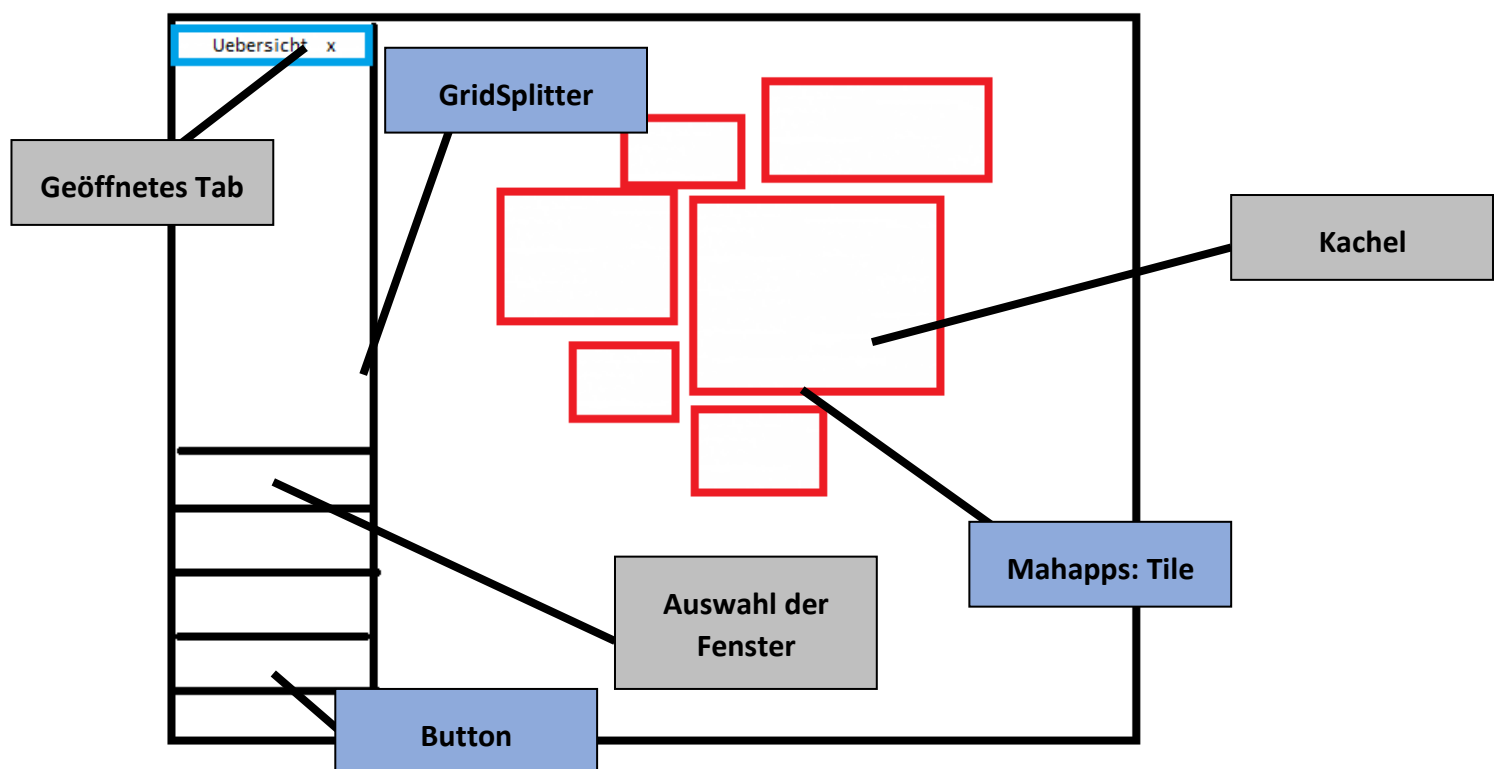 Uebersicht x
GridSplitter
Geöffnetes Tab
Kachel
Mahapps: Tile
Auswahl der
Fenster
Button